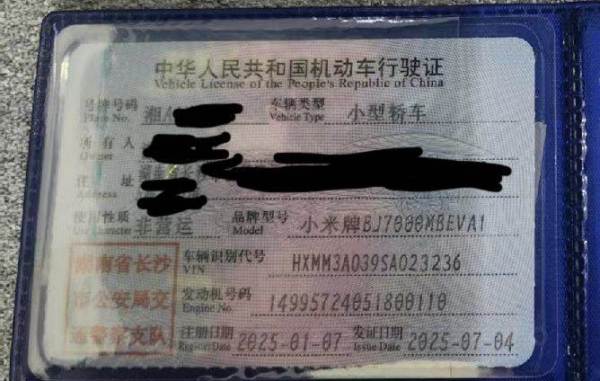 中华人民共和国机动车行驶证
Vehicle License of the People's Republic of China
号牌号码 湘A 车辆类型 小型轿车
Plate No. Vehicle Type
所有人
Owner
住 址
Address
使用性质 非营运 品牌型号 小米牌BJ7000MBEVA1
Use Character Model
湖南省长沙 车辆识别代号 HXMM3A039SA023236
VIN
市公安局交 发动机号码 14995724051800110
Engine No.
通警察支队 注册日期 2025-01-07 发证日期 2025-07-04
Register Date Issue Date